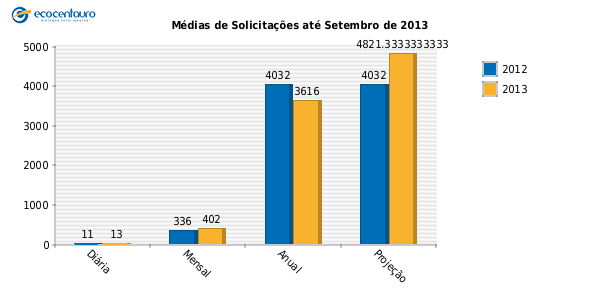 ecocentauro
Médias de Solicitações até Setembro de 2013
5000
4000
3000
2000
1000
0
11
13
336
402
4032
3616
4032
4821.3333333333
Diária
Mensal
Anual
Projeção
2012
2013